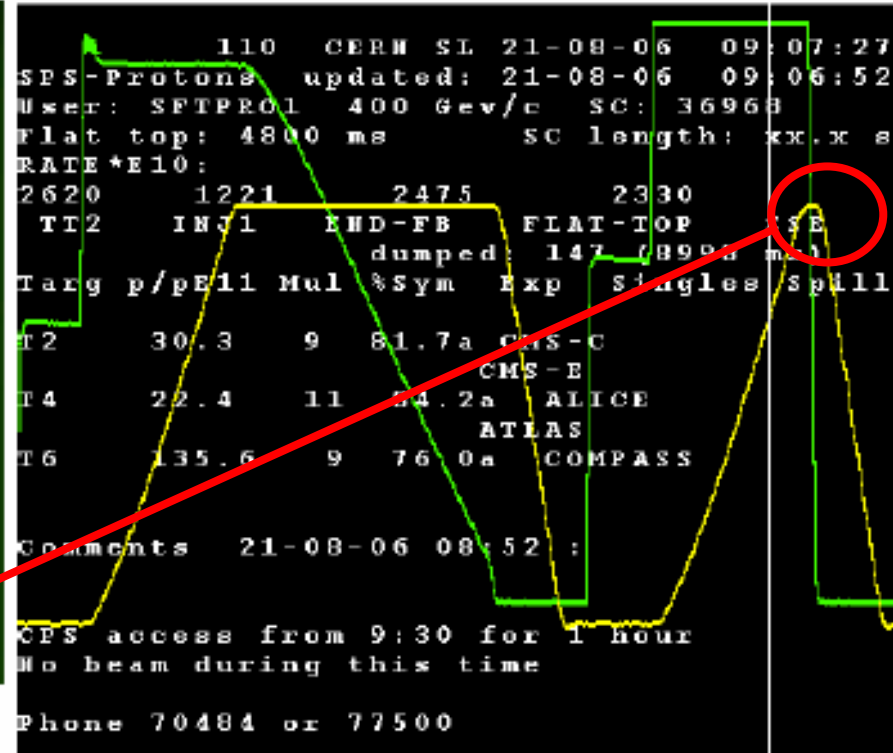 110 CERN SL 21-08-06 09:07:27
SPS-Protons updated: 21-08-06 09:06:52
User: SFTPRO1 400 Gev/c SC: 36968
Flat top: 4800 ms SC length: xx.x s
RATE*E10:
2620 1221 2475 2330
TT2 INJ1 END-FB FLAT-TOP SSE
dumped: 147 ms)
Targ p/pE11 Mul %Sym Exp Singles Spill
T2 30.3 9 81.7a CMS-C
CMS-E
T4 22.4 11 ALICE
ATLAS
T6 135.6 9 76.0a COMPASS
Comments 21-08-06 08:52 :
CPS access from 9:30 for 1 hour
No beam during this time
Phone 70484 or 77500